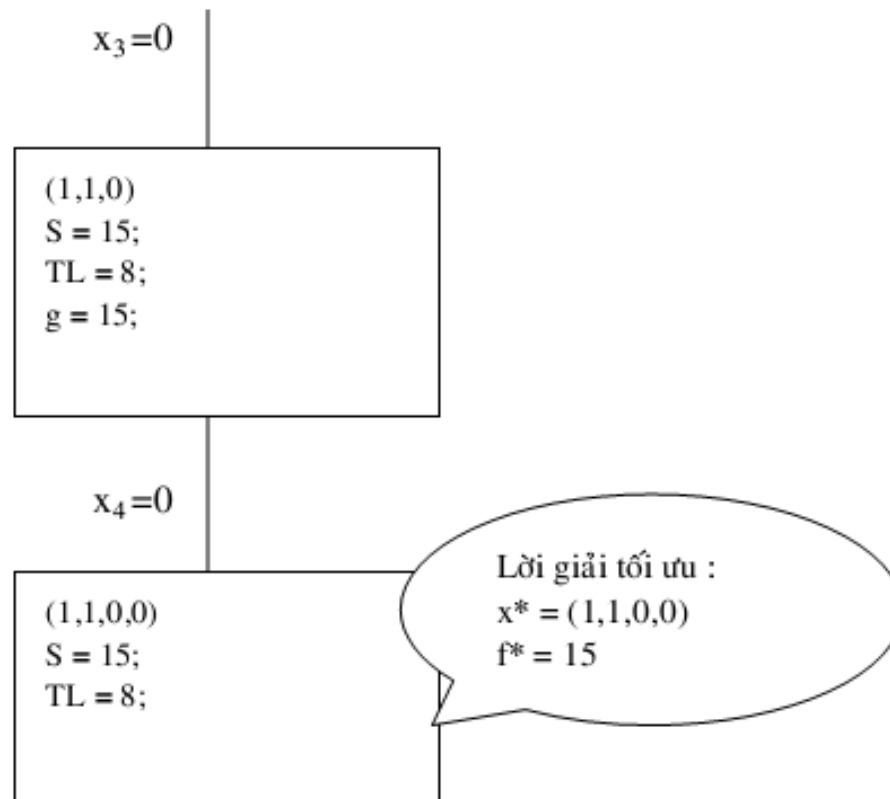 x₃=0
(1,1,0)
S = 15;
TL = 8;
g = 15;
x₄=0
(1,1,0,0)
S = 15;
TL = 8;
Lời giải tối ưu :
x* = (1,1,0,0)
f* = 15